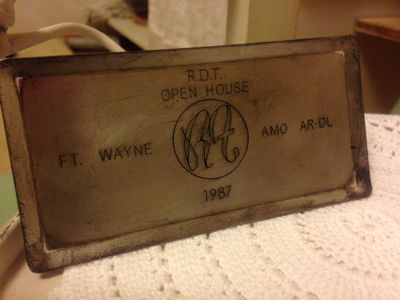 R.D.T.
OPEN HOUSE
FT. WAYNE AMO AR-DL
1987